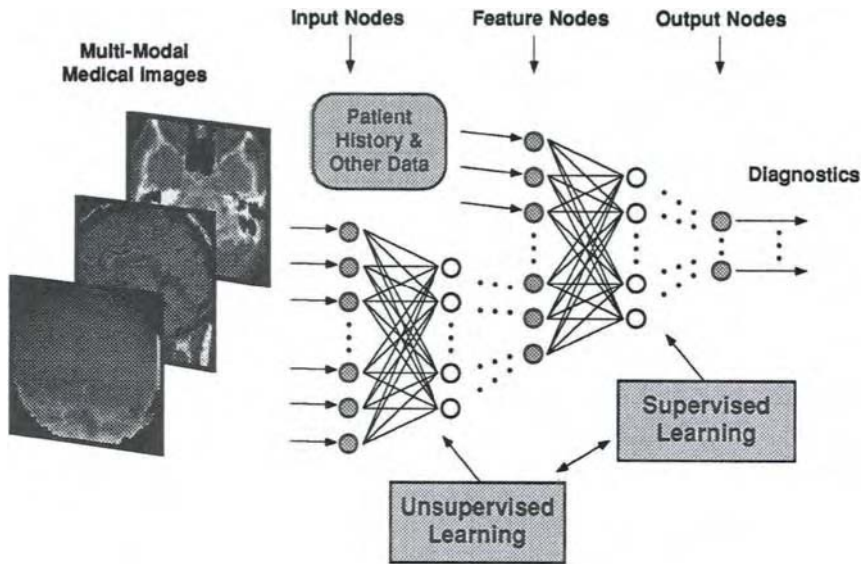 Input Nodes
Feature Nodes
Output Nodes
Multi-Modal
Medical Images
Patient
History &
Other Data
Diagnostics
Supervised
Learning
Unsupervised
Learning